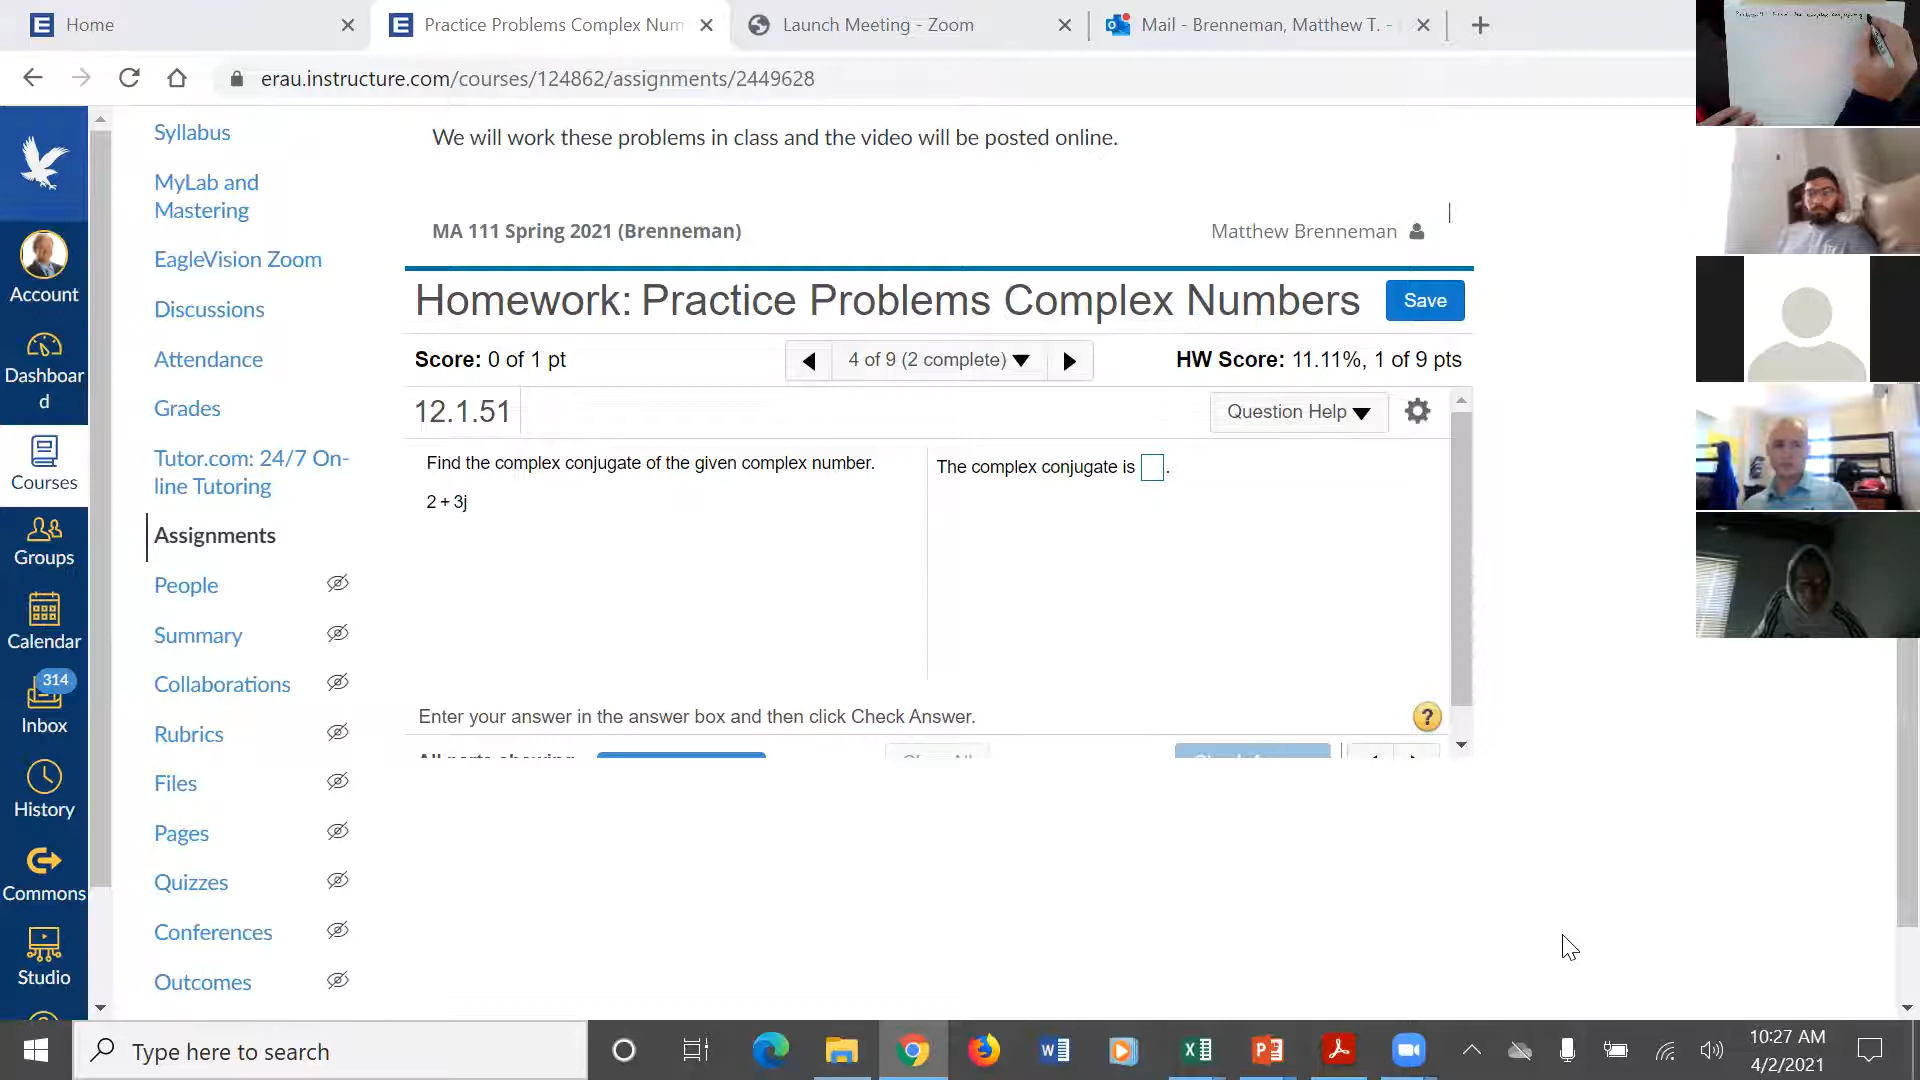 Home
Practice Problems Complex Num
Launch Meeting - Zoom
Mail - Brenneman, Matthew T. -
erau.instructure.com/courses/124862/assignments/2449628
Account
Dashboar
d
Courses
Groups
Calendar
314
Inbox
History
Commons
Studio
Syllabus
MyLab and
Mastering
EagleVision Zoom
Discussions
Attendance
Grades
Tutor.com: 24/7 On-
line Tutoring
Assignments
People
Summary
Collaborations
Rubrics
Files
Pages
Quizzes
Conferences
Outcomes
We will work these problems in class and the video will be posted online.
MA 111 Spring 2021 (Brenneman)
Matthew Brenneman
Homework: Practice Problems Complex Numbers
Save
Score: 0 of 1 pt
4 of 9 (2 complete)
HW Score: 11.11%, 1 of 9 pts
12.1.51
Question Help
Find the complex conjugate of the given complex number.
2 + 3j
The complex conjugate is .
Enter your answer in the answer box and then click Check Answer.
?
Type here to search
10:27 AM
4/2/2021